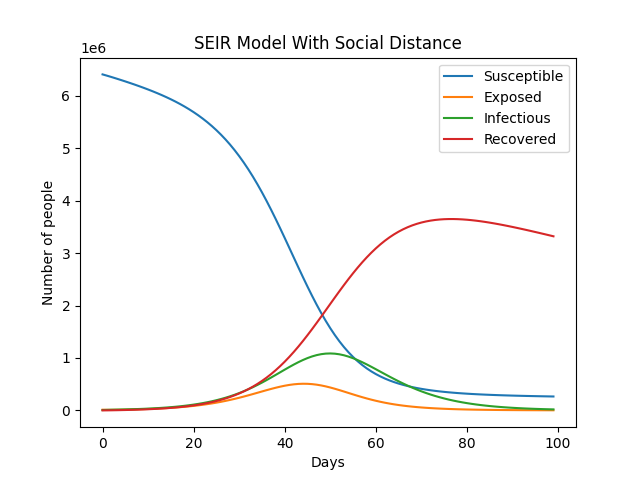 SEIR Model With Social Distance
1e6
Susceptible
Exposed
Infectious
Recovered
Number of people
6
5
4
3
2
1
0
0 20 40 60 80 100
Days